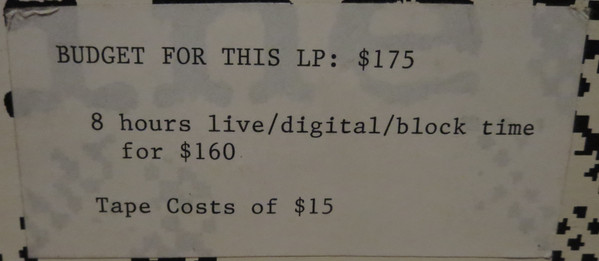 BUDGET FOR THIS LP: $175
8 hours live/digital/block time
for $160
Tape Costs of $15